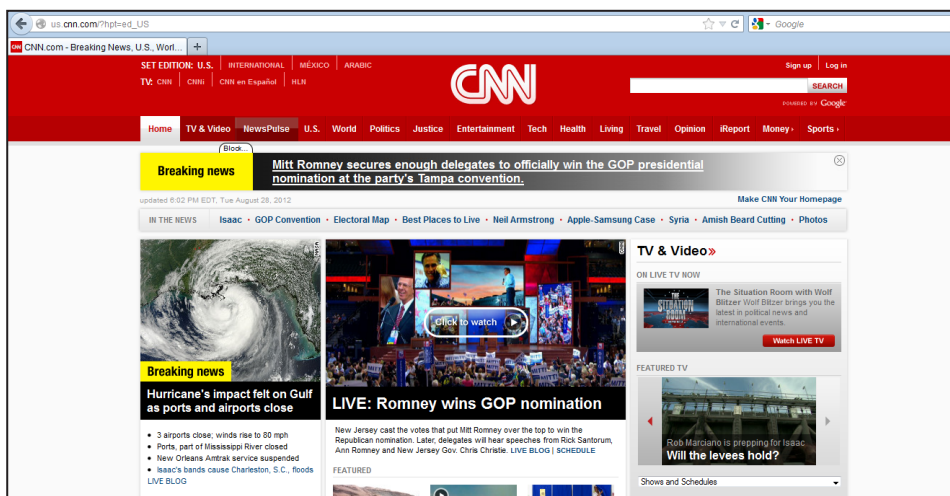 us.cnn.com/?hpt=ed_US
Google
CNN.com - Breaking News, U.S., Worl...
SET EDITION: U.S. INTERNATIONAL MÉXICO ARABIC
TV: CNN CNNi CNN en Español HLN
CNN
Sign up Log in
SEARCH
POWERED BY Google
Home TV & Video NewsPulse U.S. World Politics Justice Entertainment Tech Health Living Travel Opinion iReport Money › Sports ›
Block...
Breaking news
Mitt Romney secures enough delegates to officially win the GOP presidential
nomination at the party's Tampa convention.
updated 6:02 PM EDT, Tue August 28, 2012
Make CNN Your Homepage
IN THE NEWS Isaac • GOP Convention • Electoral Map • Best Places to Live • Neil Armstrong • Apple-Samsung Case • Syria • Amish Beard Cutting • Photos
Breaking news
Hurricane's impact felt on Gulf
as ports and airports close
• 3 airports close; winds rise to 80 mph
• Ports, part of Mississippi River closed
• New Orleans Amtrak service suspended
• Isaac's bands cause Charleston, S.C., floods
LIVE BLOG
Click to watch
LIVE: Romney wins GOP nomination
New Jersey cast the votes that put Mitt Romney over the top to win the
Republican nomination. Later, delegates will hear speeches from Rick Santorum,
Ann Romney and New Jersey Gov. Chris Christie. LIVE BLOG | SCHEDULE
FEATURED
TV & Video»
ON LIVE TV NOW
THE
SITUATION
ROOM
The Situation Room with Wolf
Blitzer Wolf Blitzer brings you the
latest in political news and
international events.
Watch LIVE TV
FEATURED TV
Rob Marciano is prepping for Isaac
Will the levees hold?
Shows and Schedules